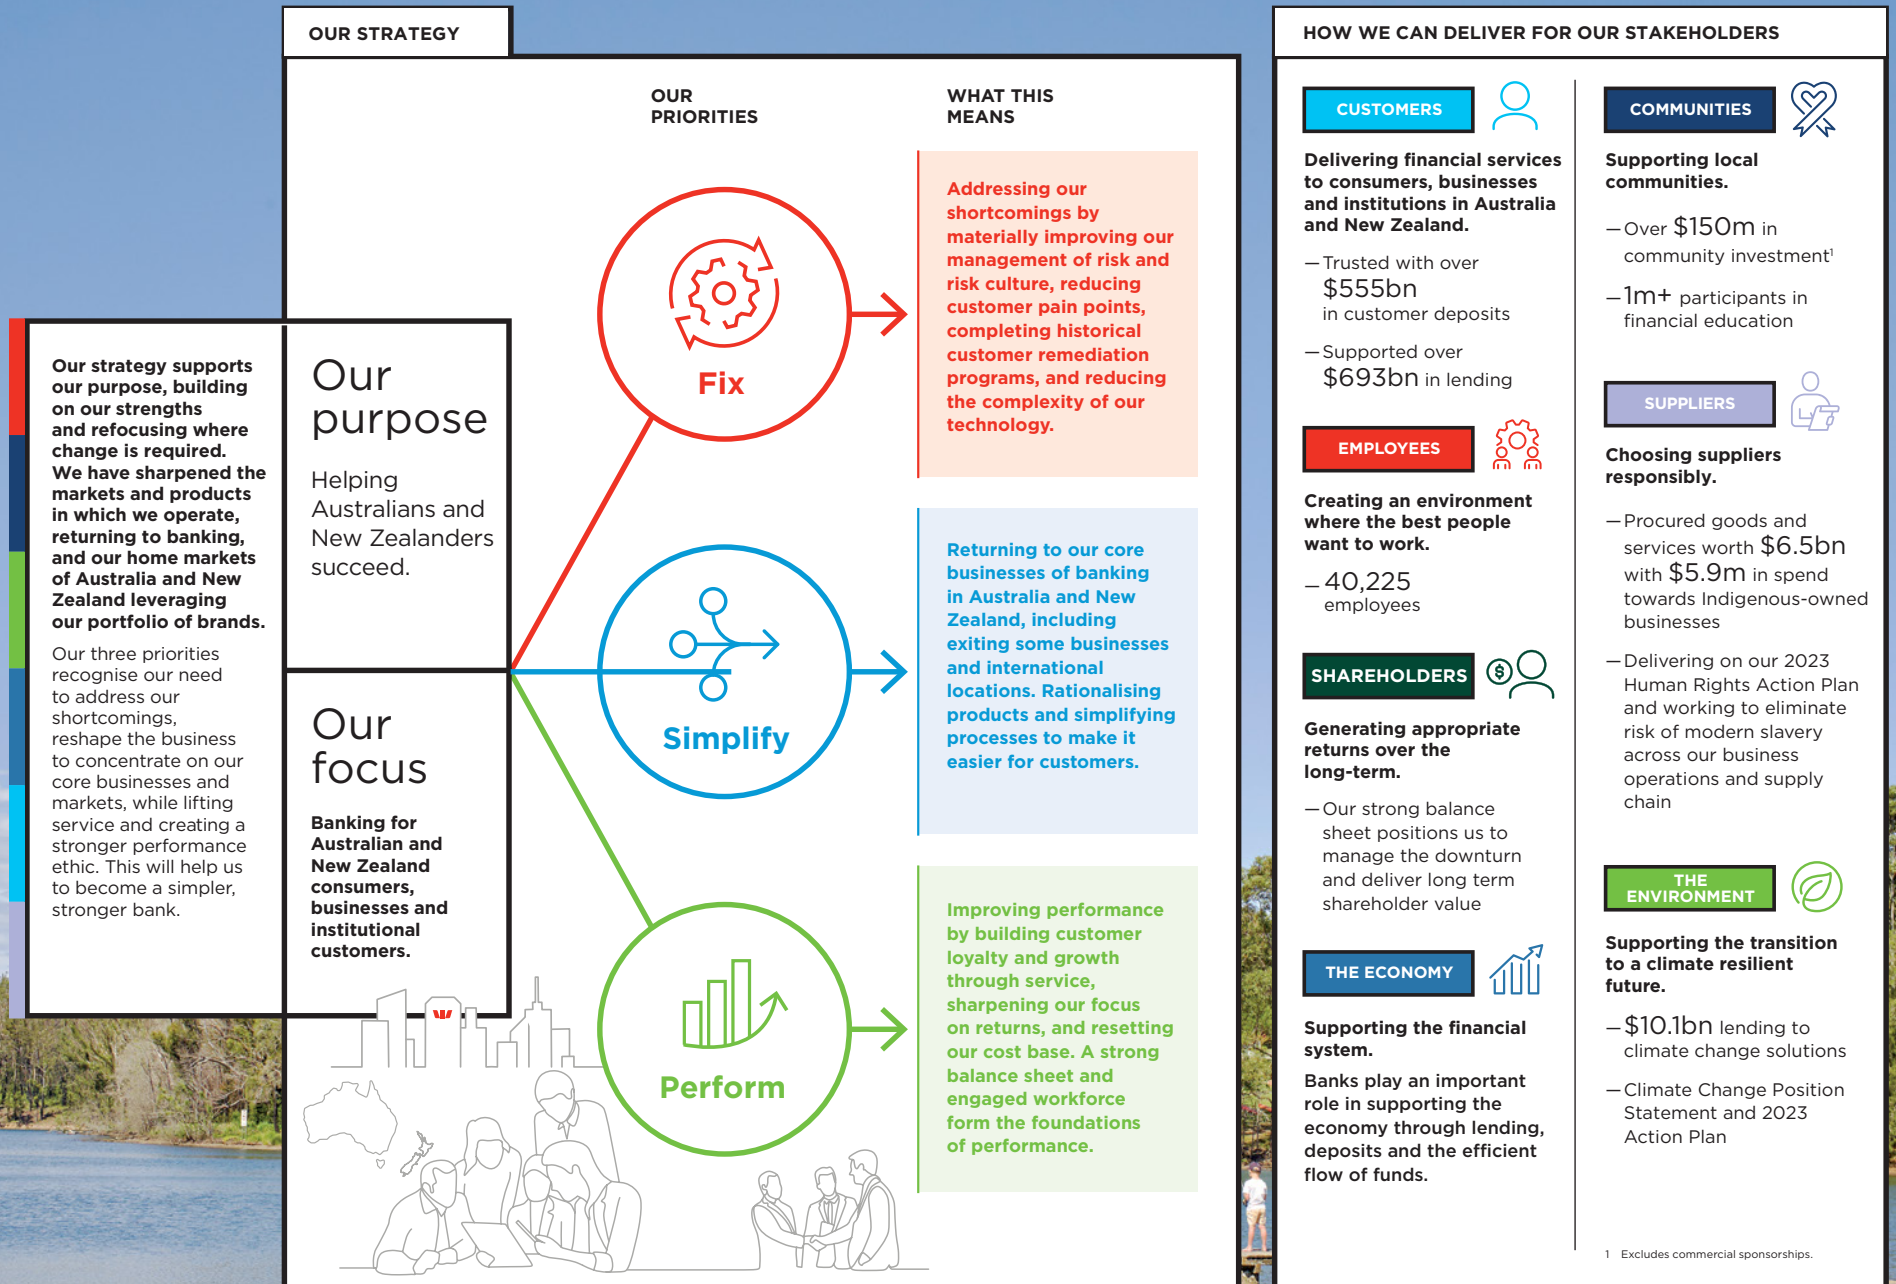 OUR STRATEGY
Our strategy supports
our purpose, building
on our strengths
and refocusing where
change is required.
We have sharpened the
markets and products
in which we operate,
returning to banking,
and our home markets
of Australia and New
Zealand leveraging
our portfolio of brands.
Our three priorities
recognise our need
to address our
shortcomings,
reshape the business
to concentrate on our
core businesses and
markets, while lifting
service and creating a
stronger performance
ethic. This will help us
to become a simpler,
stronger bank.
Our
purpose
Helping
Australians and
New Zealanders
succeed.
Our
focus
Banking for
Australian and
New Zealand
consumers,
businesses and
institutional
customers.
OUR
PRIORITIES
WHAT THIS
MEANS
Fix
Addressing our
shortcomings by
materially improving our
management of risk and
risk culture, reducing
customer pain points,
completing historical
customer remediation
programs, and reducing
the complexity of our
technology.
Simplify
Returning to our core
businesses of banking
in Australia and New
Zealand, including
exiting some businesses
and international
locations. Rationalising
products and simplifying
processes to make it
easier for customers.
Perform
Improving performance
by building customer
loyalty and growth
through service,
sharpening our focus
on returns, and resetting
our cost base. A strong
balance sheet and
engaged workforce
form the foundations
of performance.
HOW WE CAN DELIVER FOR OUR STAKEHOLDERS
CUSTOMERS
Delivering financial services
to consumers, businesses
and institutions in Australia
and New Zealand.
— Trusted with over
$555bn
in customer deposits
— Supported over
$693bn in lending
EMPLOYEES
Creating an environment
where the best people
want to work.
— 40,225
employees
SHAREHOLDERS
Generating appropriate
returns over the
long-term.
— Our strong balance
sheet positions us to
manage the downturn
and deliver long term
shareholder value
THE ECONOMY
Supporting the financial
system.
Banks play an important
role in supporting the
economy through lending,
deposits and the efficient
flow of funds.
COMMUNITIES
Supporting local
communities.
— Over $150m in
community investment¹
— 1m+ participants in
financial education
SUPPLIERS
Choosing suppliers
responsibly.
— Procured goods and
services worth $6.5bn
with $5.9m in spend
towards Indigenous-owned
businesses
— Delivering on our 2023
Human Rights Action Plan
and working to eliminate
risk of modern slavery
across our business
operations and supply
chain
THE
ENVIRONMENT
Supporting the transition
to a climate resilient
future.
— $10.1bn lending to
climate change solutions
— Climate Change Position
Statement and 2023
Action Plan
1 Excludes commercial sponsorships.